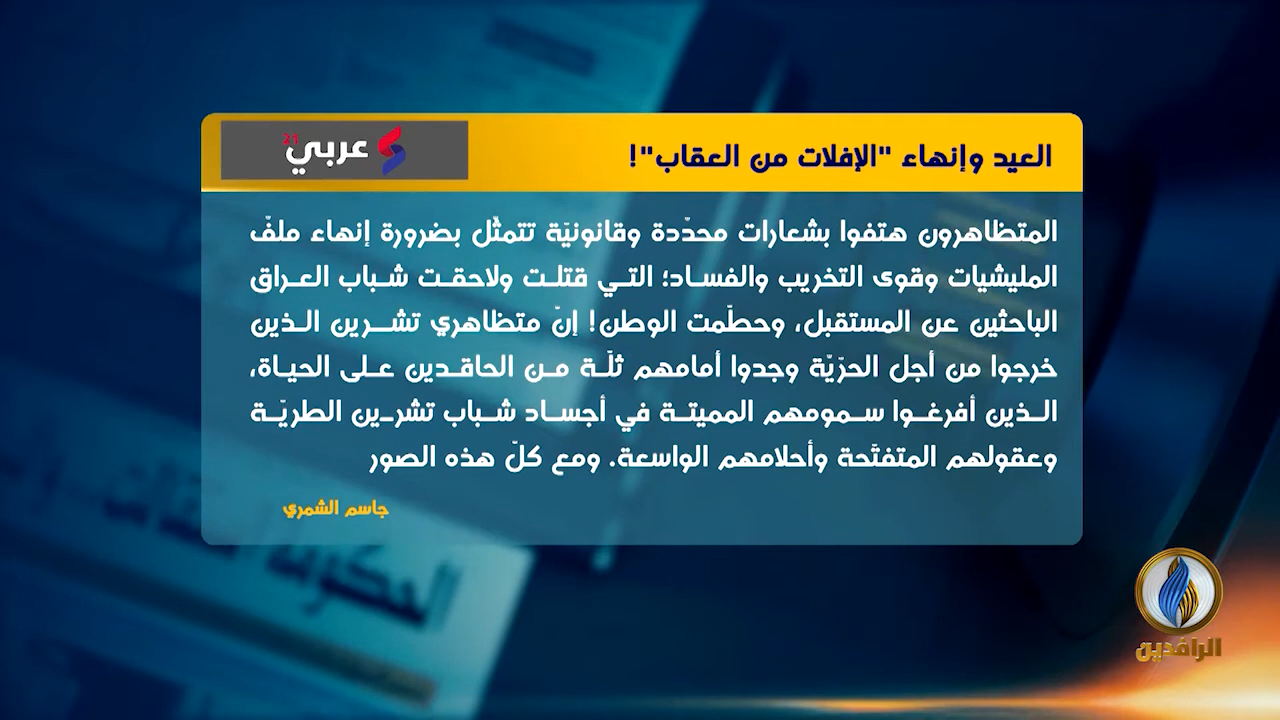 العيد وإنهاء "الإفلات من العقاب"!
عربي 21
المتظاهرون هتفوا بشعارات محدّدة وقانونيّة تتمثّل بضرورة إنهاء ملفّ
المليشيات وقوى التخريب والفساد؛ التي قتلت ولاحقت شباب العراق
الباحثين عن المستقبل، وحطّمت الوطن! إنّ متظاهري تشرين الذين
خرجوا من أجل الحرّيّة وجدوا أمامهم ثلّة من الحاقدين على الحياة،
الذين أفرغوا سمومهم المميتة في أجساد شباب تشرين الطريّة
وعقولهم المتفتّحة وأحلامهم الواسعة. ومع كلّ هذه الصور
جاسم الشمري
الحكومة
الرافدين